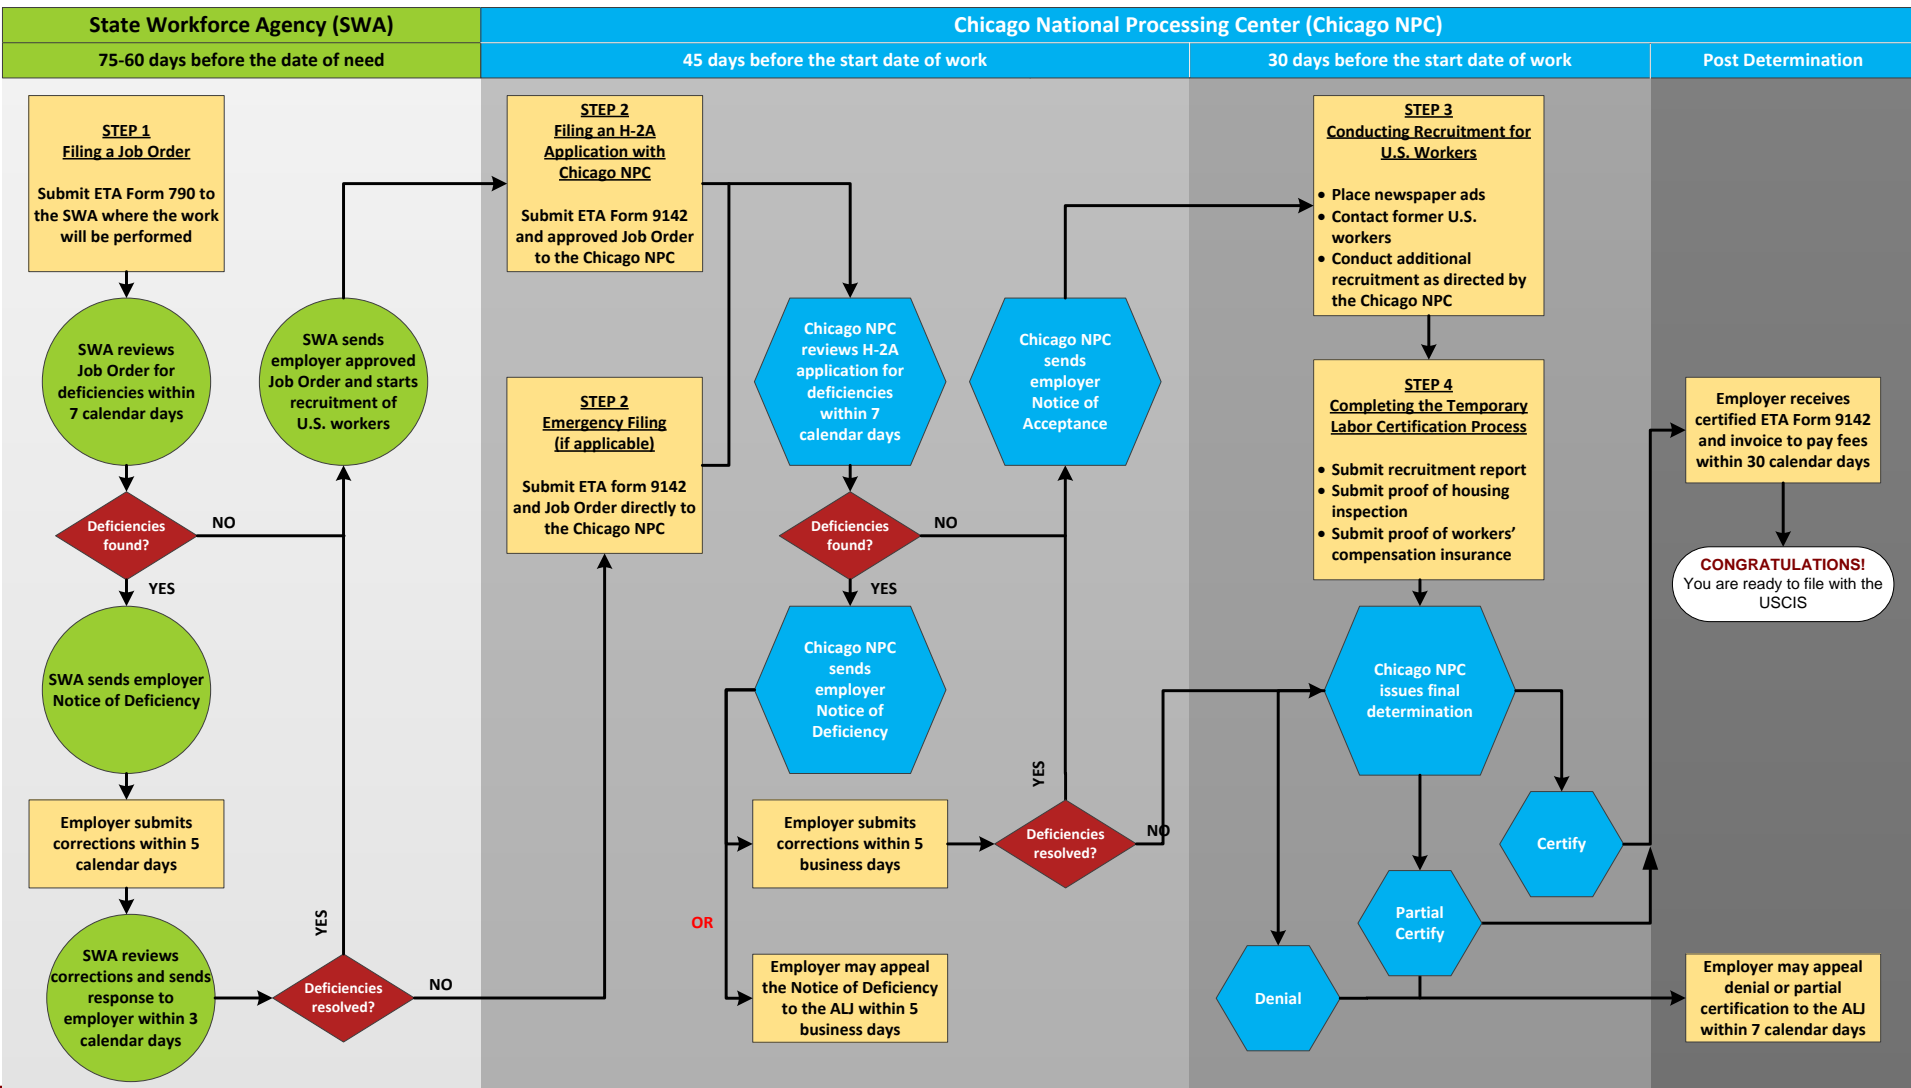 State Workforce Agency (SWA)
Chicago National Processing Center (Chicago NPC)
75-60 days before the date of need
45 days before the start date of work
30 days before the start date of work
Post Determination
STEP 1
Filing a Job Order
Submit ETA Form 790 to
the SWA where the work
will be performed
SWA reviews
Job Order for
deficiencies within
7 calendar days
Deficiencies
found?
NO
YES
SWA sends employer
Notice of Deficiency
Employer submits
corrections within 5
calendar days
SWA reviews
corrections and sends
response to
employer within 3
calendar days
Deficiencies
resolved?
YES
NO
SWA sends
employer approved
Job Order and starts
recruitment of
U.S. workers
STEP 2
Filing an H-2A
Application with
Chicago NPC
Submit ETA Form 9142
and approved Job Order
to the Chicago NPC
STEP 2
Emergency Filing
(if applicable)
Submit ETA form 9142
and Job Order directly to
the Chicago NPC
Chicago NPC
reviews H-2A
application for
deficiencies
within 7
calendar days
Deficiencies
found?
NO
YES
Chicago NPC
sends
employer
Notice of
Deficiency
Employer submits
corrections within 5
business days
OR
Employer may appeal
the Notice of Deficiency
to the ALJ within 5
business days
Deficiencies
resolved?
YES
NO
Chicago NPC
sends
employer
Notice of
Acceptance
STEP 3
Conducting Recruitment for
U.S. Workers
• Place newspaper ads
• Contact former U.S.
workers
• Conduct additional
recruitment as directed by
the Chicago NPC
STEP 4
Completing the Temporary
Labor Certification Process
• Submit recruitment report
• Submit proof of housing
inspection
• Submit proof of workers'
compensation insurance
Chicago NPC
issues final
determination
Certify
Partial
Certify
Denial
Employer receives
certified ETA Form 9142
and invoice to pay fees
within 30 calendar days
CONGRATULATIONS!
You are ready to file with the
USCIS
Employer may appeal
denial or partial
certification to the ALJ
within 7 calendar days